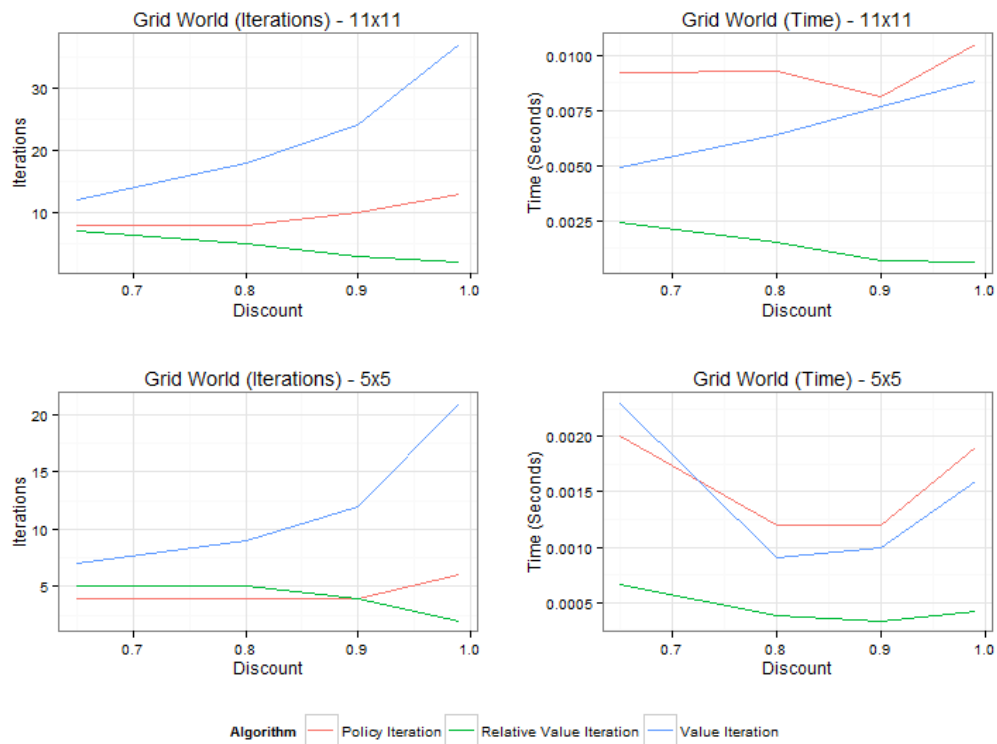 Grid World (Iterations) - 11x11
Iterations
30
20
10
0.7 0.8 0.9 1.0
Discount
Grid World (Time) - 11x11
Time (Seconds)
0.0100
0.0075
0.0050
0.0025
0.7 0.8 0.9 1.0
Discount
Grid World (Iterations) - 5x5
Iterations
20
15
10
5
0.7 0.8 0.9 1.0
Discount
Grid World (Time) - 5x5
Time (Seconds)
0.0020
0.0015
0.0010
0.0005
0.7 0.8 0.9 1.0
Discount
Algorithm Policy Iteration Relative Value Iteration Value Iteration